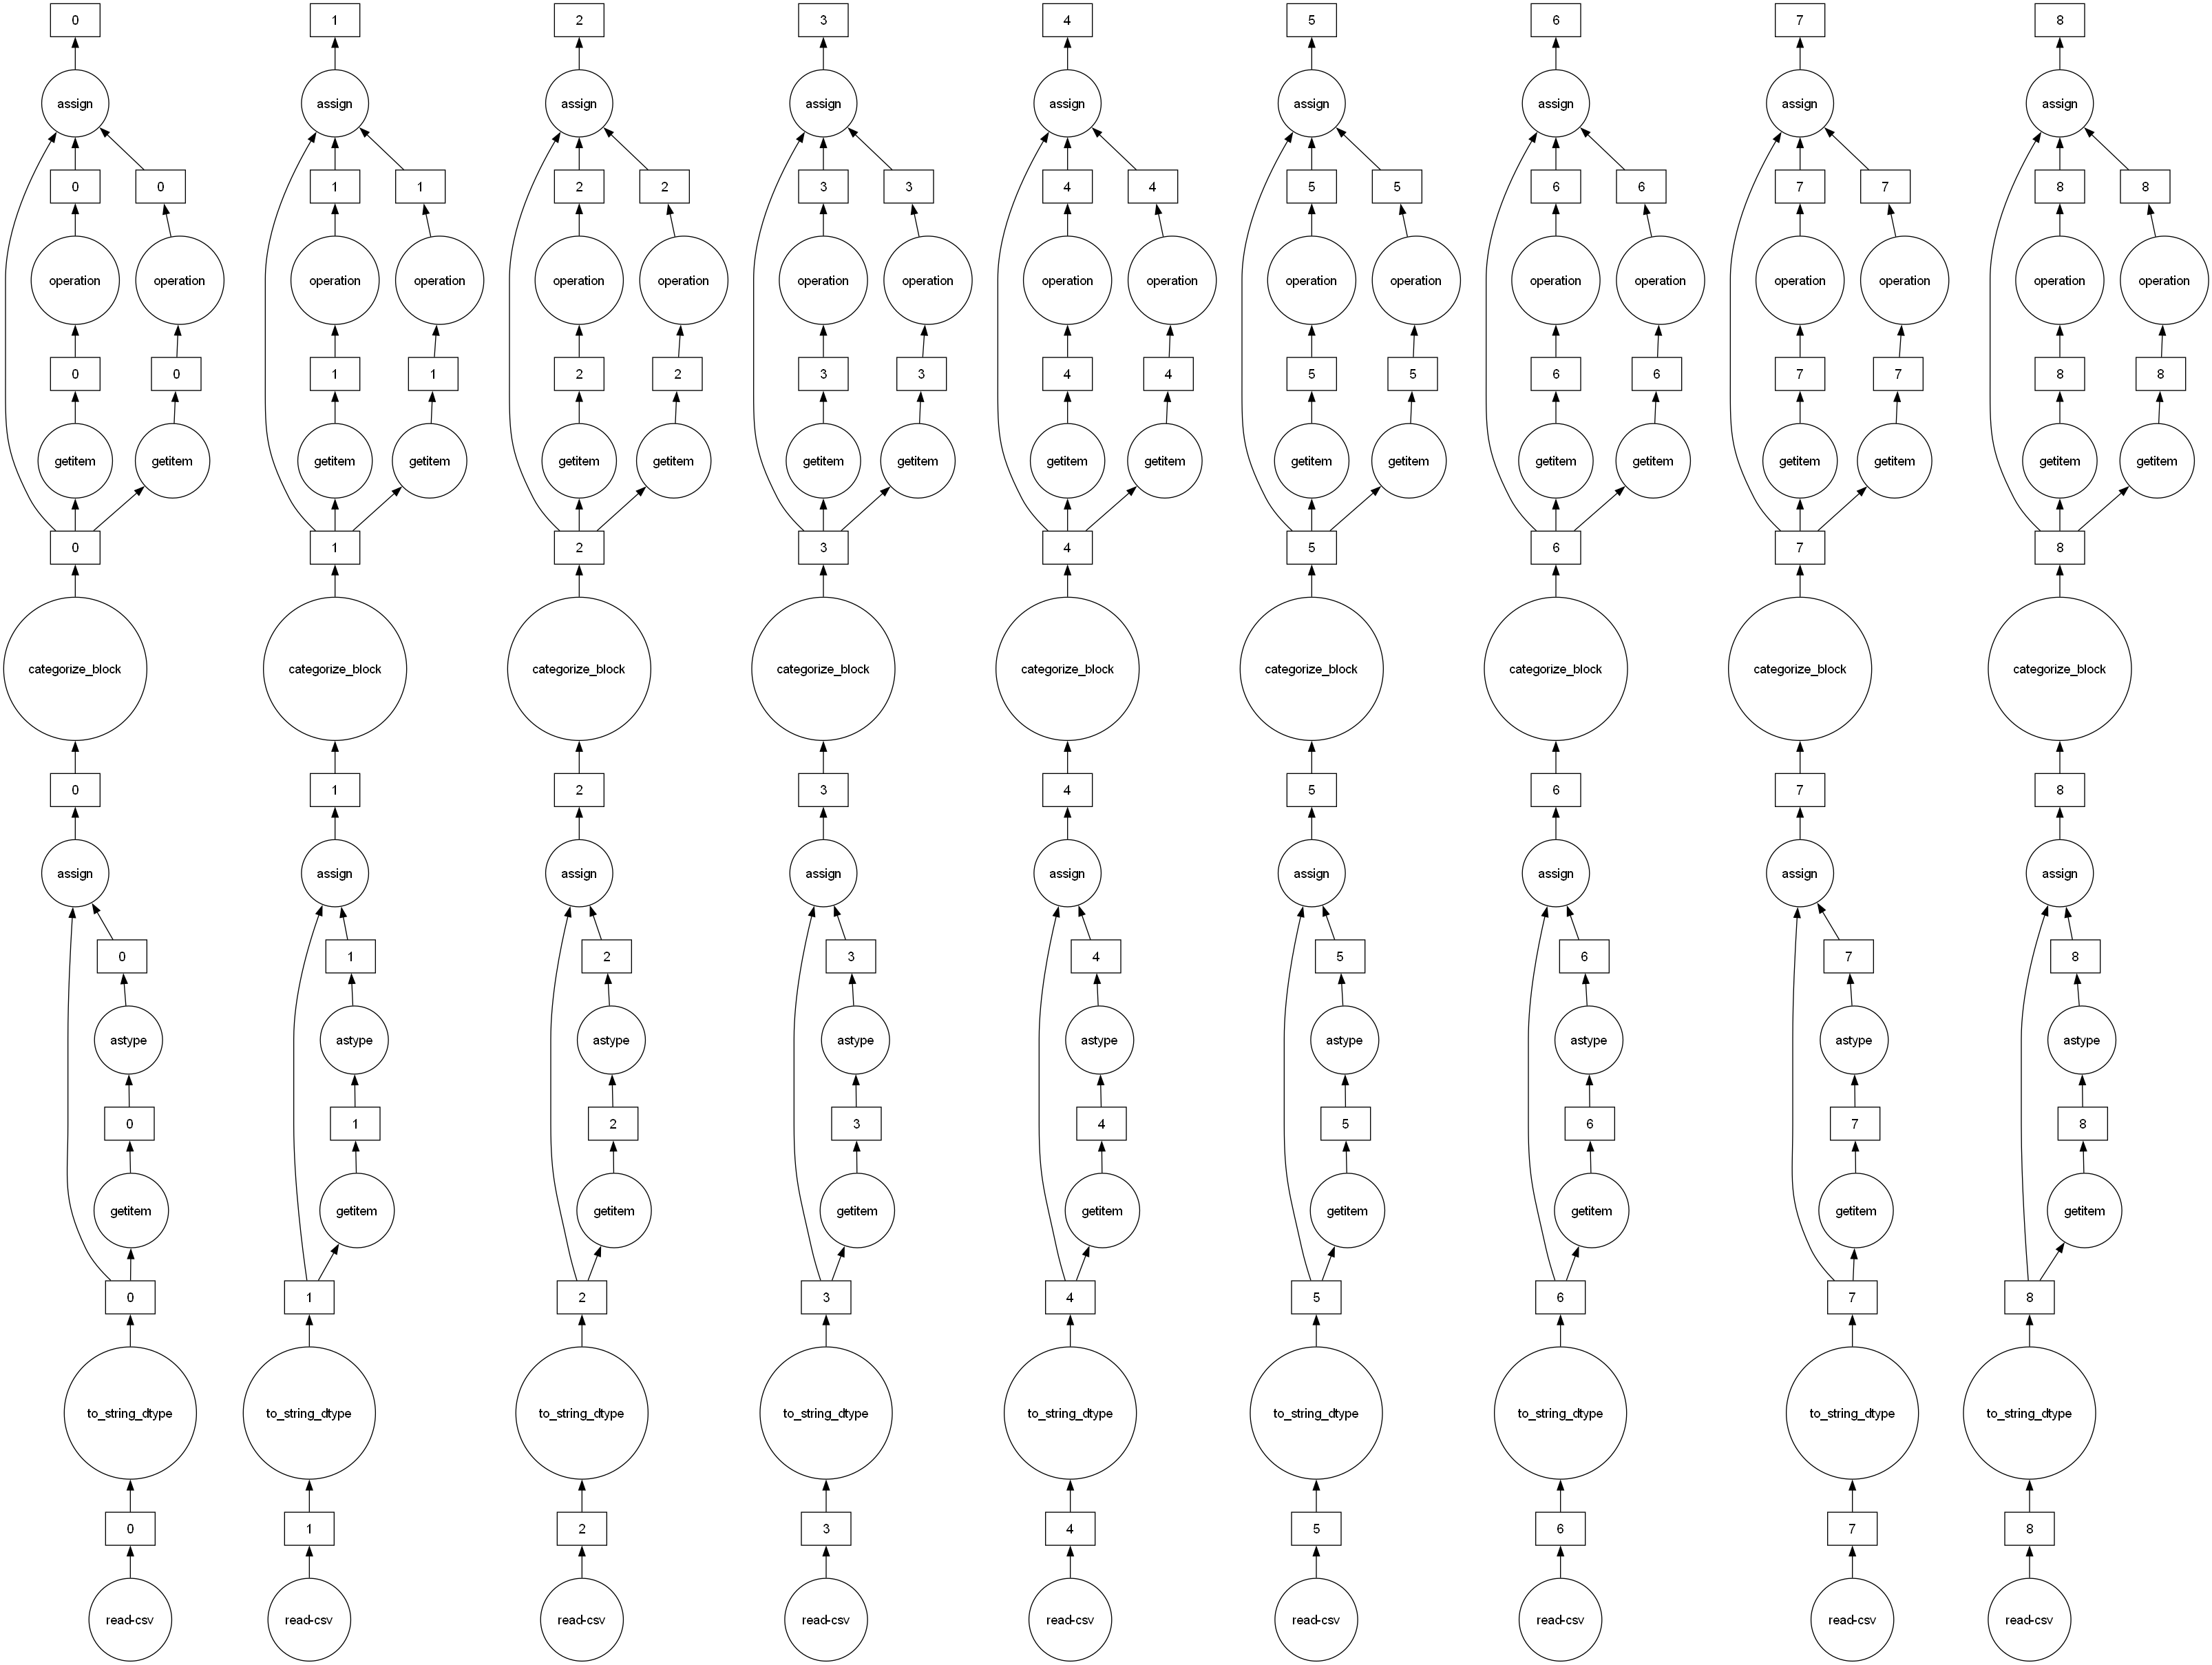 0 1 2 3 4 5 6 7 8
assign assign assign assign assign assign assign assign assign
0 0 1 1 2 2 3 3 4 4 5 5 6 6 7 7 8 8
operation operation operation operation operation operation operation operation operation operation operation operation operation operation operation operation operation operation
0 0 1 1 2 2 3 3 4 4 5 5 6 6 7 7 8 8
getitem getitem getitem getitem getitem getitem getitem getitem getitem getitem getitem getitem getitem getitem getitem getitem getitem getitem
0 1 2 3 4 5 6 7 8
categorize_block categorize_block categorize_block categorize_block categorize_block categorize_block categorize_block categorize_block categorize_block
0 1 2 3 4 5 6 7 8
assign assign assign assign assign assign assign assign assign
0 1 2 3 4 5 6 7 8
astype astype astype astype astype astype astype astype astype
0 1 2 3 4 5 6 7 8
getitem getitem getitem getitem getitem getitem getitem getitem getitem
0 1 2 3 4 5 6 7 8
to_string_dtype to_string_dtype to_string_dtype to_string_dtype to_string_dtype to_string_dtype to_string_dtype to_string_dtype to_string_dtype
0 1 2 3 4 5 6 7 8
read-csv read-csv read-csv read-csv read-csv read-csv read-csv read-csv read-csv